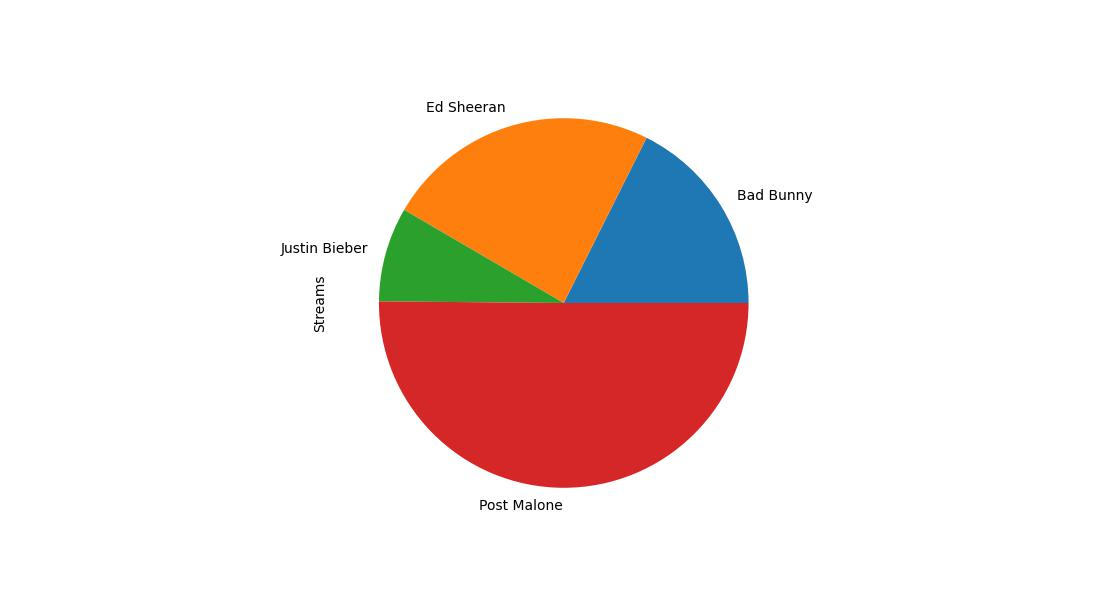 Ed Sheeran
Bad Bunny
Justin Bieber
Streams
Post Malone